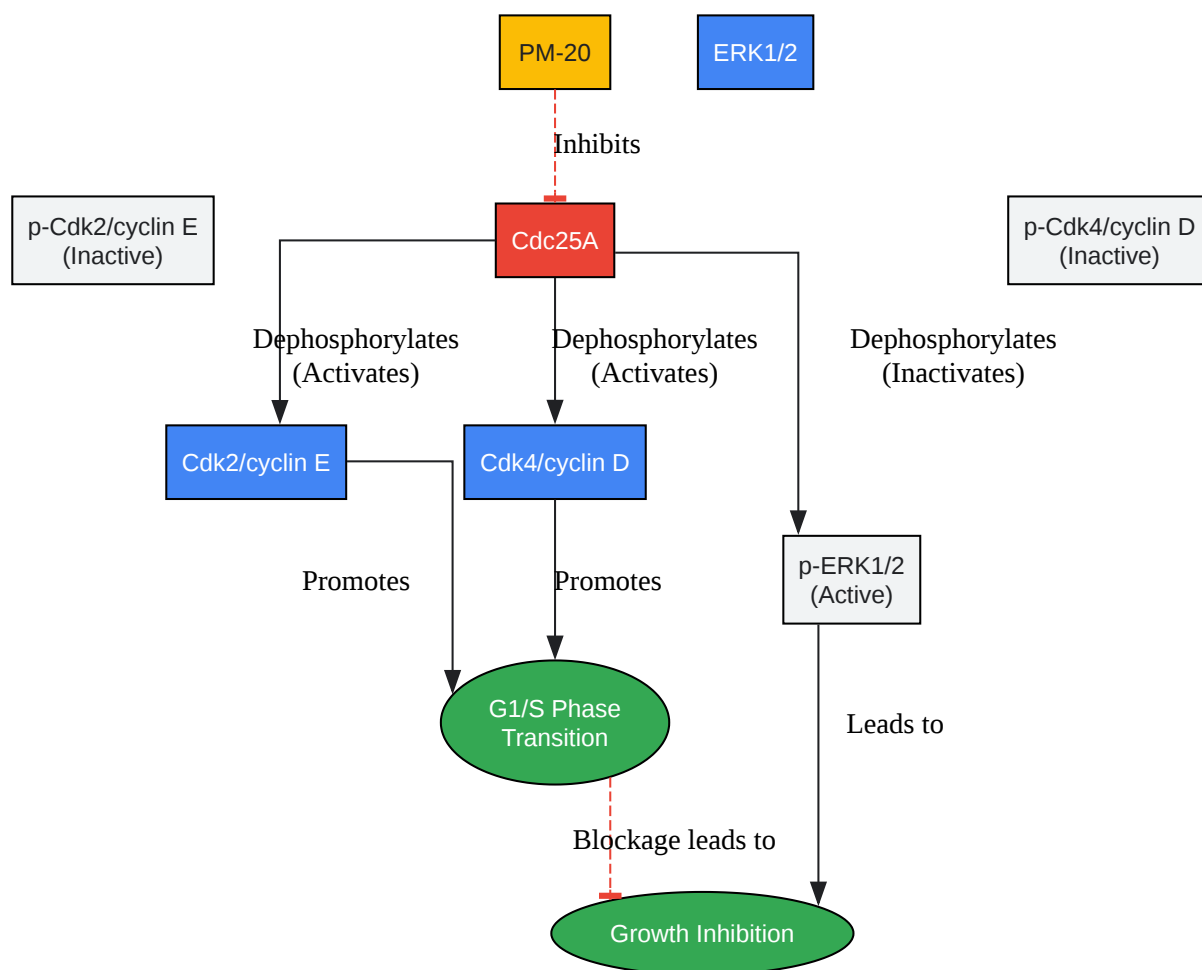 PM-20
ERK1/2
Inhibits
p-Cdk2/cyclin E
(Inactive)
Cdc25A
p-Cdk4/cyclin D
(Inactive)
Dephosphorylates
(Activates)
Dephosphorylates
(Activates)
Dephosphorylates
(Inactivates)
Cdk2/cyclin E
Cdk4/cyclin D
Promotes
Promotes
p-ERK1/2
(Active)
G1/S Phase
Transition
Leads to
Blockage leads to
Growth Inhibition